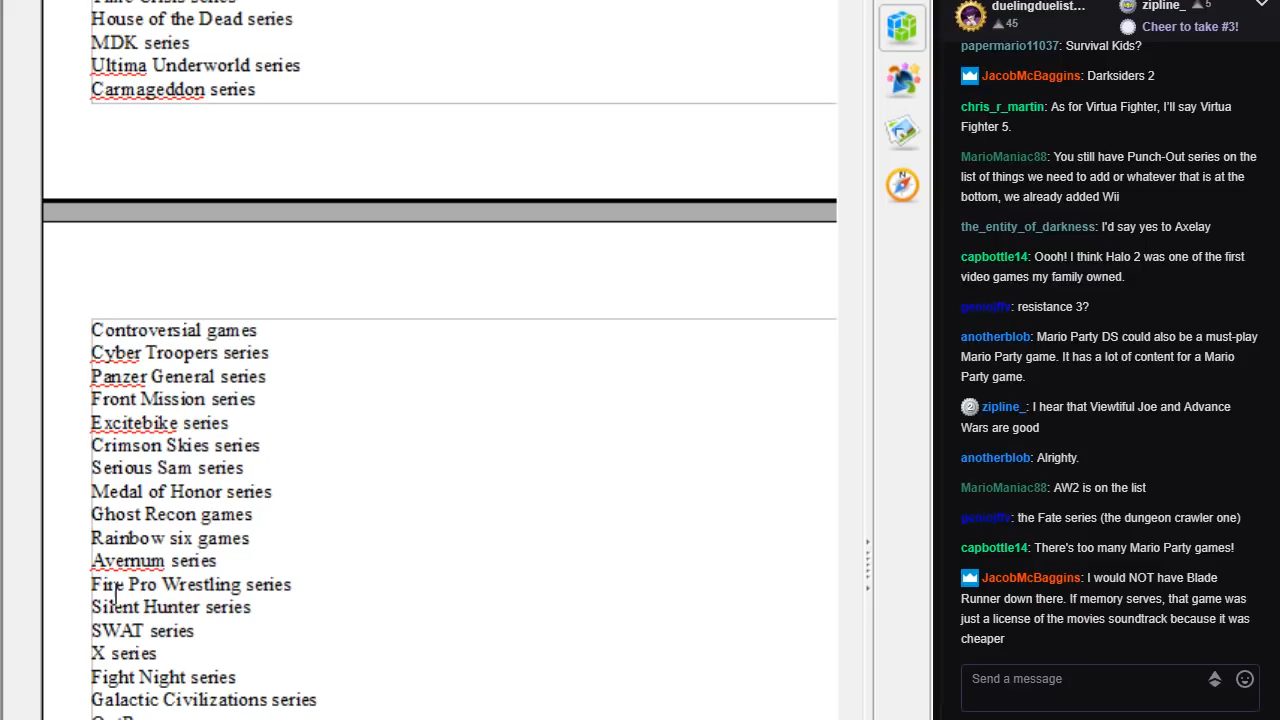 House of the Dead series
MDK series
Ultima Underworld series
Carmageddon series
Controversial games
Cyber Troopers series
Panzer General series
Front Mission series
Excitebike series
Crimson Skies series
Serious Sam series
Medal of Honor series
Ghost Recon games
Rainbow six games
Avernum series
Fire Pro Wrestling series
Silent Hunter series
SWAT series
X series
Fight Night series
Galactic Civilizations series
duelingduelist...
45
zipline_ 5
Cheer to take #3!
papermario11037: Survival Kids?
JacobMcBaggins: Darksiders 2
chris_r_martin: As for Virtua Fighter, I'll say Virtua
Fighter 5.
MarioManiac88: You still have Punch-Out series on the
list of things we need to add or whatever that is at the
bottom, we already added Wii
the_entity_of_darkness: I'd say yes to Axelay
capbottle14: Oooh! I think Halo 2 was one of the first
video games my family owned.
resistance 3?
anotherblob: Mario Party DS could also be a must-play
Mario Party game. It has a lot of content for a Mario
Party game.
2 zipline_: I hear that Viewtiful Joe and Advance
Wars are good
anotherblob: Alrighty.
MarioManiac88: AW2 is on the list
the Fate series (the dungeon crawler one)
capbottle14: There's too many Mario Party games!
JacobMcBaggins: I would NOT have Blade
Runner down there. If memory serves, that game was
just a license of the movies soundtrack because it was
cheaper
Send a message